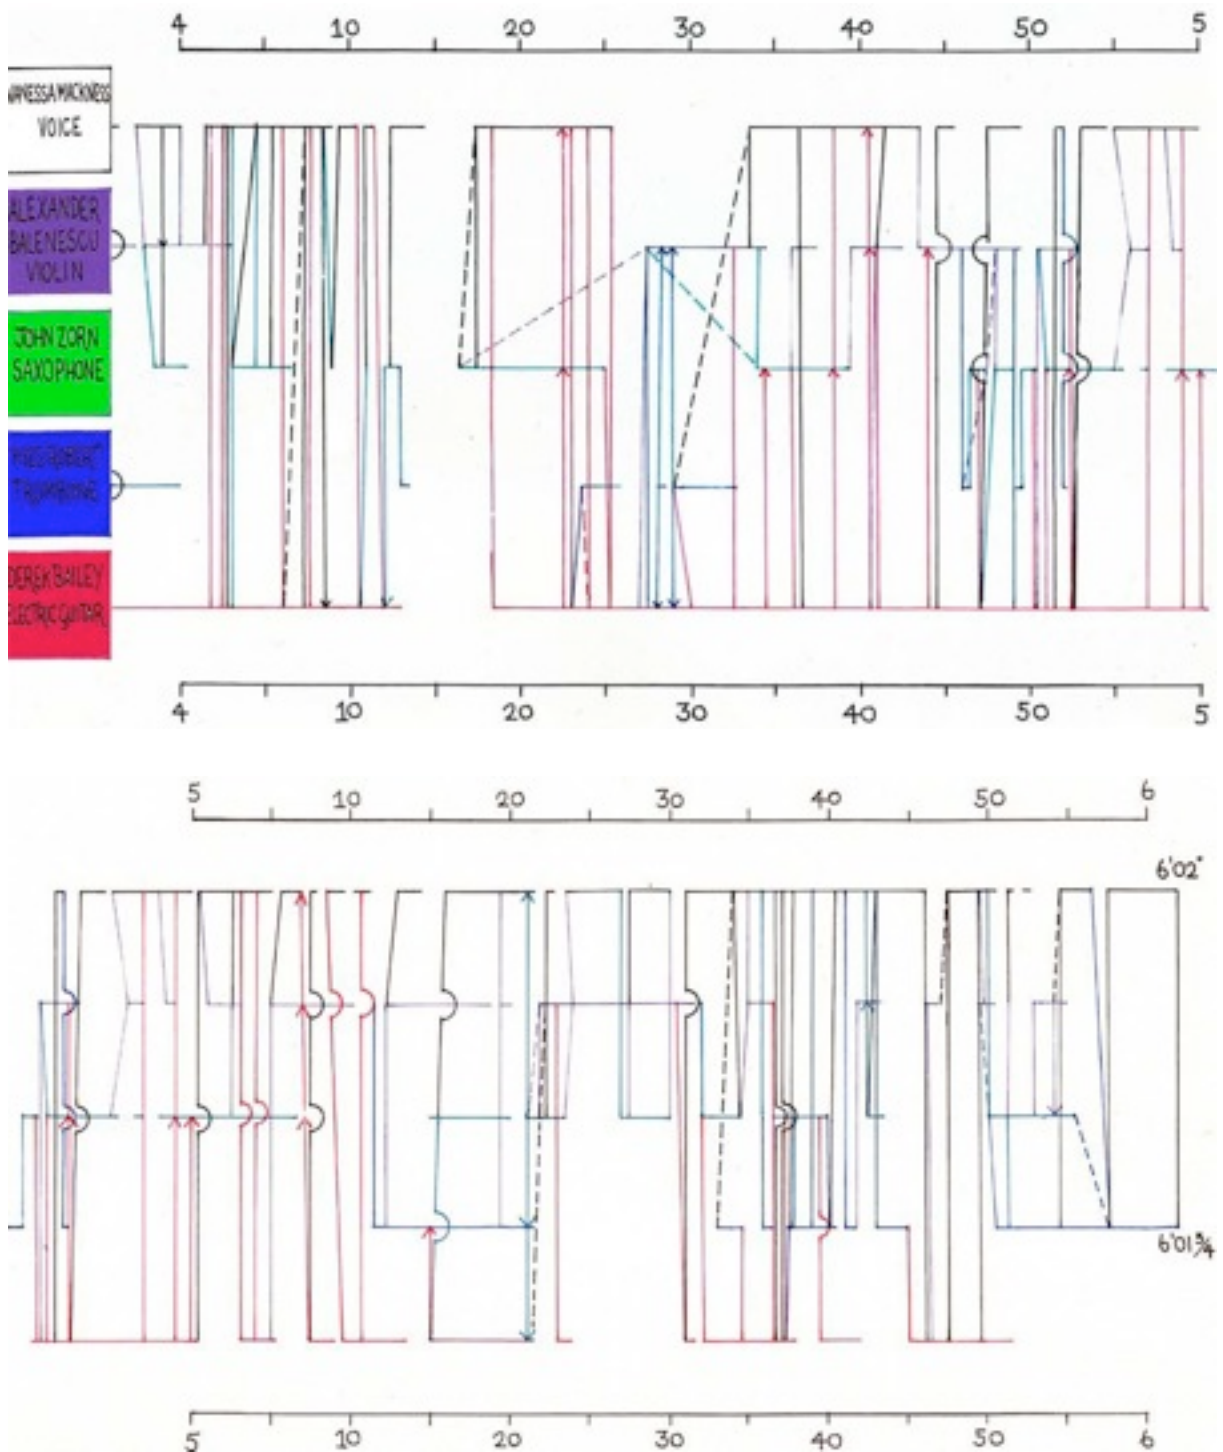 4 10 20 30 40 50 5
VANESSA MACKNESS
VOICE
ALEXANDER
BALENESCU
VIOLIN
JOHN ZORN
SAXOPHONE
TROMBONE
DEREK BAILEY
ELECTRIC GUITAR
4 10 20 30 40 50 5
5 10 20 30 40 50 6
6'02"
6'01¾
5 10 20 30 40 50 6